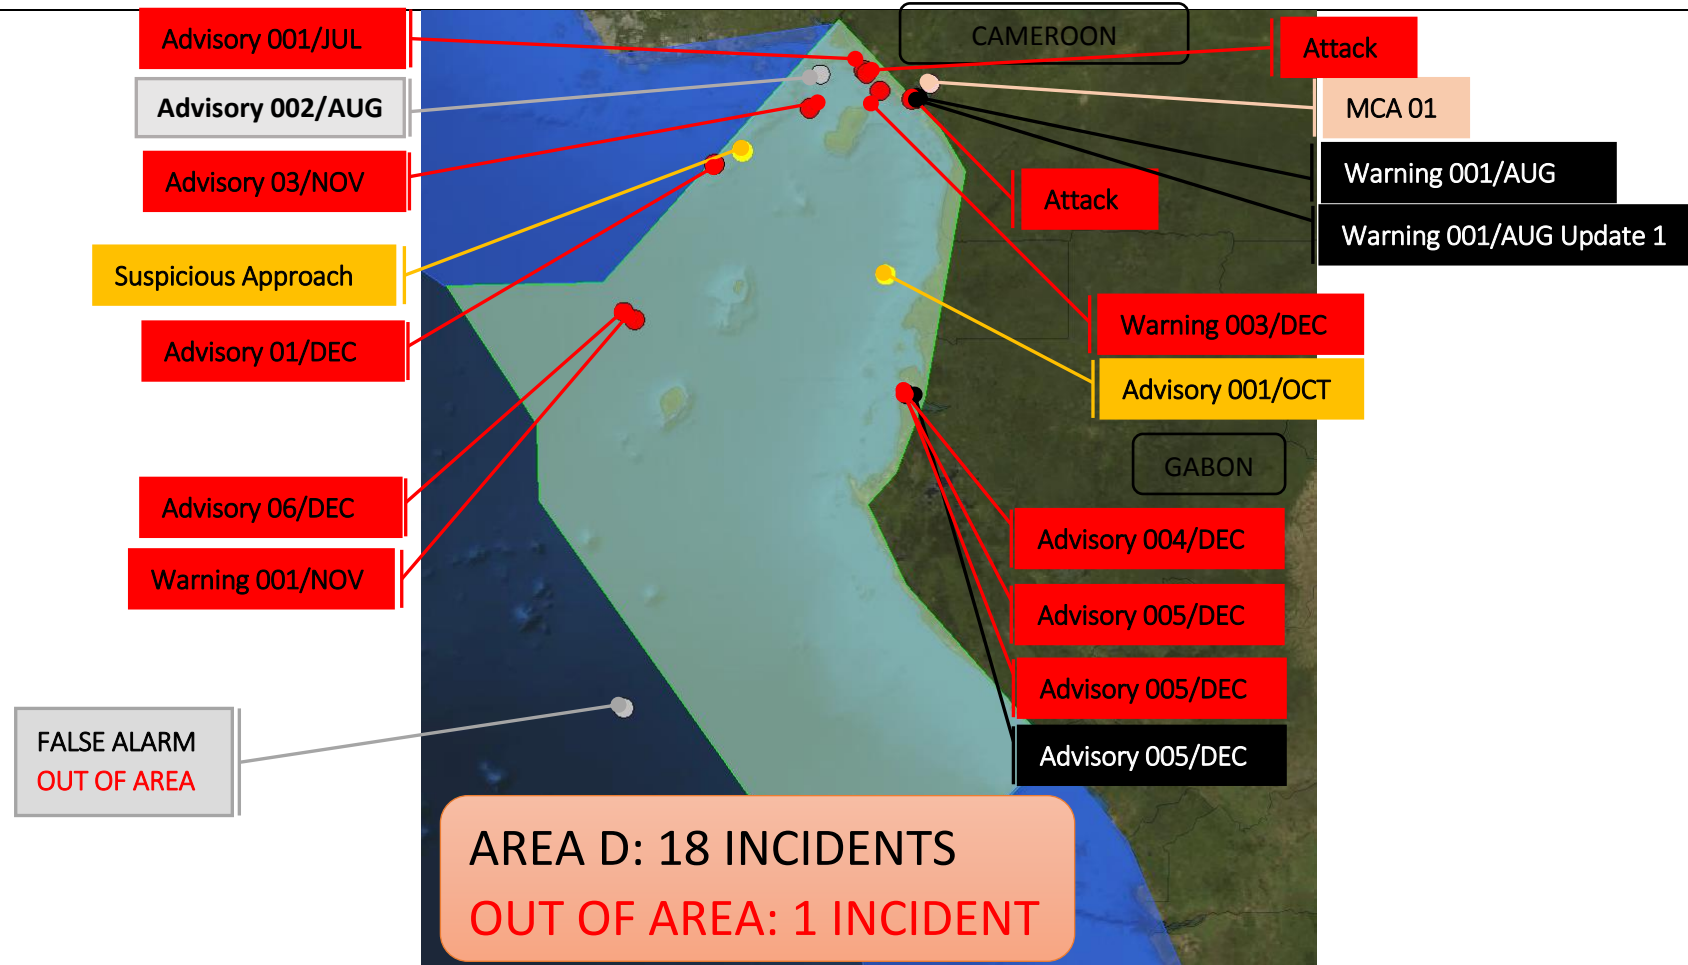 Advisory 001/JUL
CAMEROON
Attack
Advisory 002/AUG
MCA 01
Advisory 03/NOV
Warning 001/AUG
Attack
Warning 001/AUG Update 1
Suspicious Approach
Advisory 01/DEC
Warning 003/DEC
Advisory 001/OCT
GABON
Advisory 06/DEC
Advisory 004/DEC
Warning 001/NOV
Advisory 005/DEC
Advisory 005/DEC
Advisory 005/DEC
FALSE ALARM
OUT OF AREA
AREA D: 18 INCIDENTS
OUT OF AREA: 1 INCIDENT